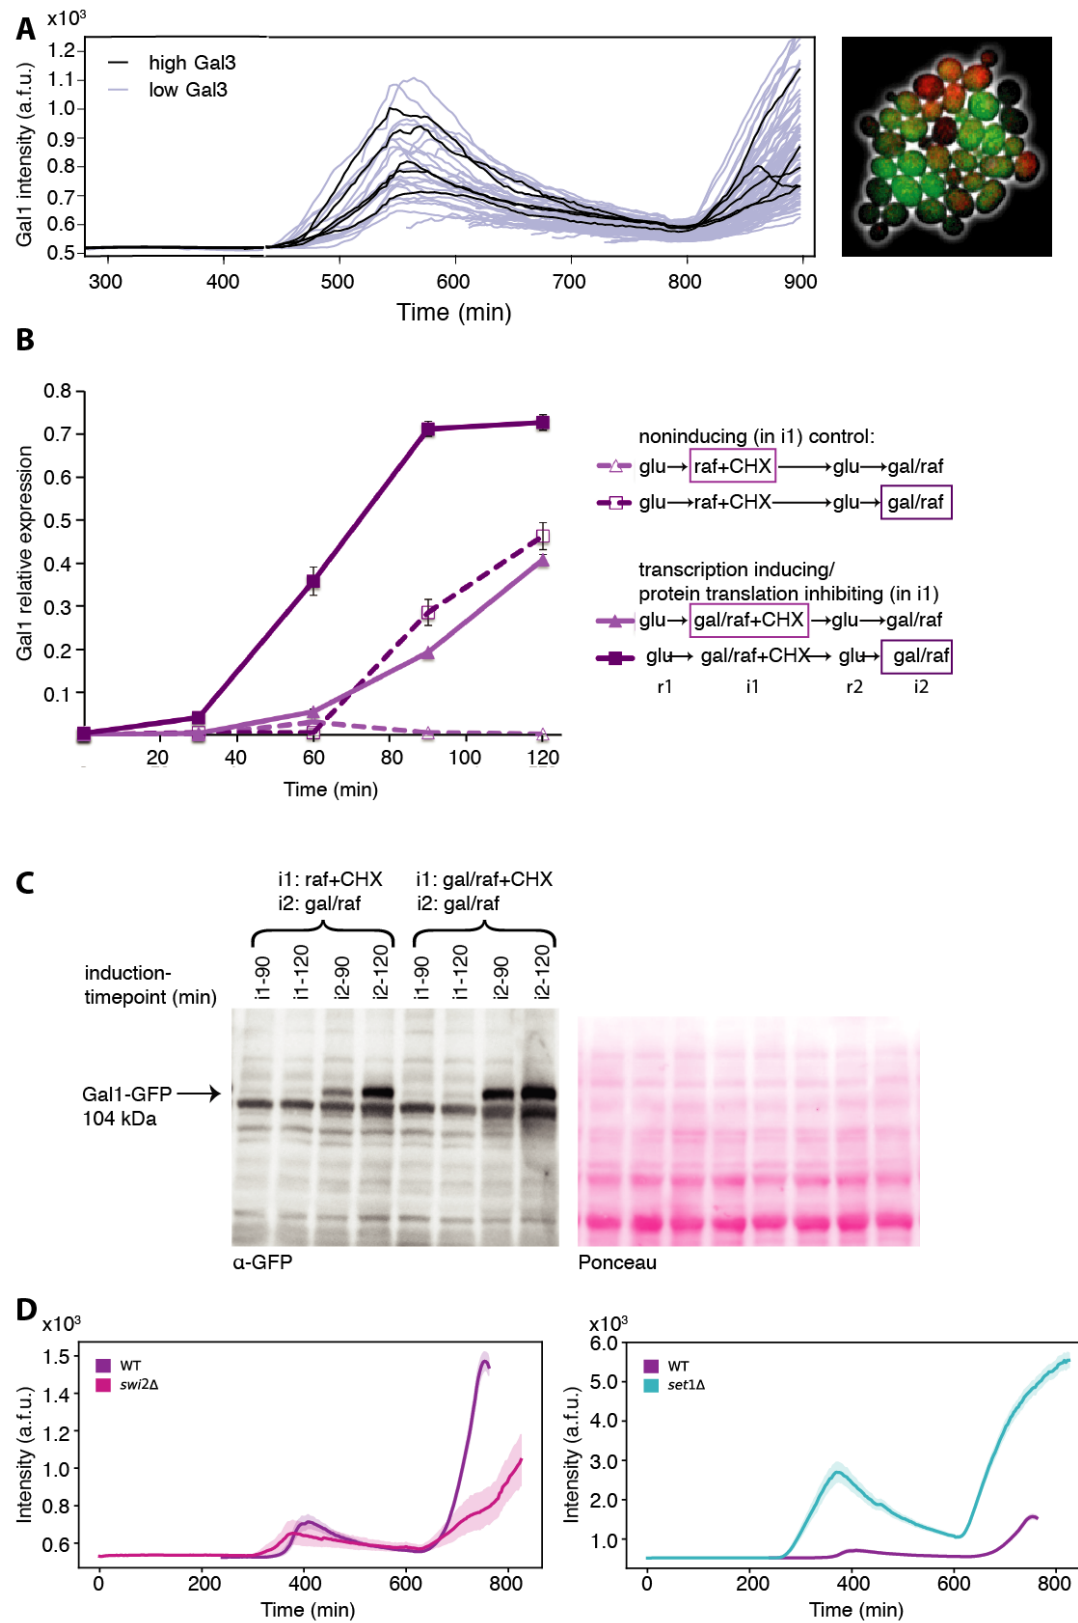 A
x10³
1.2
1.1
1.0
0.9
0.8
0.7
0.6
0.5
Gal1 intensity (a.f.u.)
high Gal3
low Gal3
300 400 500 600 700 800 900
Time (min)
B
0.8
0.7
0.6
0.5
0.4
0.3
0.2
0.1
Gal1 relative expression
20 40 60 80 100 120
Time (min)
noninducing (in i1) control:
glu→raf+CHX→glu→gal/raf
glu→raf+CHX→glu→gal/raf
transcription inducing/
protein translation inhibiting (in i1)
glu→gal/raf+CHX→glu→gal/raf
glu→gal/raf+CHX→glu→gal/raf
r1 i1 r2 i2
C
i1: raf+CHX i1: gal/raf+CHX
i2: gal/raf i2: gal/raf
induction-
timepoint (min)
i1-90 i1-120 i2-90 i2-120 i1-90 i1-120 i2-90 i2-120
Gal1-GFP →
104 kDa
α-GFP
Ponceau
D
x10³
1.5
1.4
1.2
1.0
0.8
0.6
Intensity (a.f.u.)
WT
swi2Δ
0 200 400 600 800
Time (min)
x10³
6.0
5.0
4.0
3.0
2.0
1.0
Intensity (a.f.u.)
WT
set1Δ
0 200 400 600 800
Time (min)